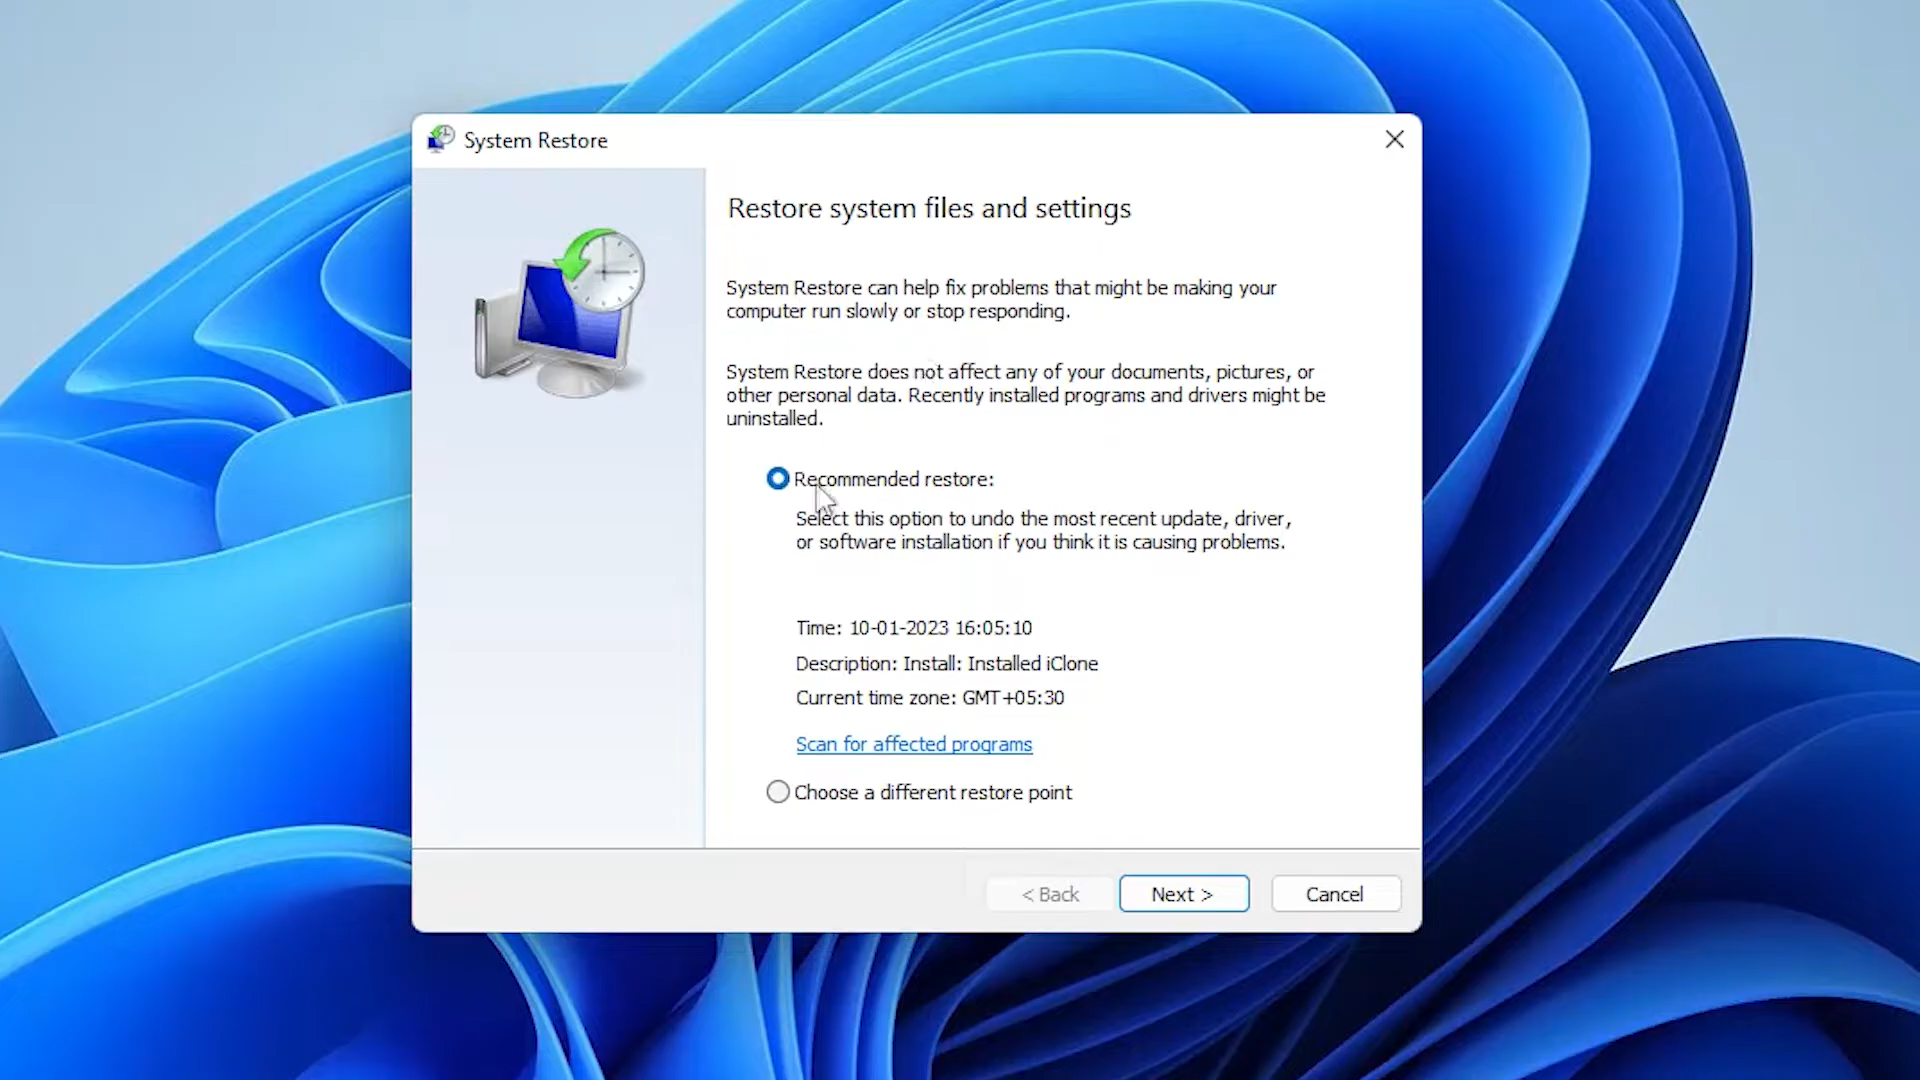 System Restore
Restore system files and settings
System Restore can help fix problems that might be making your
computer run slowly or stop responding.
System Restore does not affect any of your documents, pictures, or
other personal data. Recently installed programs and drivers might be
uninstalled.
Recommended restore:
Select this option to undo the most recent update, driver,
or software installation if you think it is causing problems.
Time: 10-01-2023 16:05:10
Description: Install: Installed iClone
Current time zone: GMT+05:30
Scan for affected programs
Choose a different restore point
< Back Next > Cancel